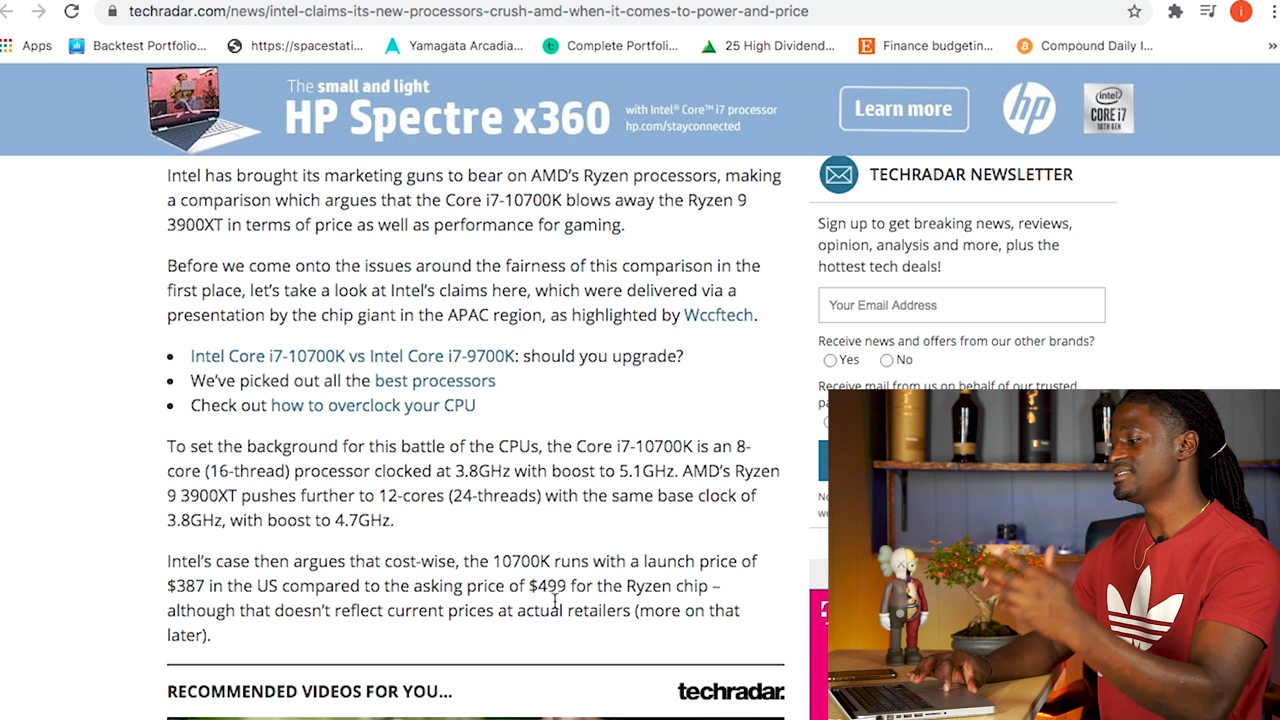 techradar.com/news/intel-claims-its-new-processors-crush-amd-when-it-comes-to-power-and-price
i
Apps
Backtest Portfolio...
https://spacestati...
Yamagata Arcadia...
Complete Portfoli...
25 High Dividend...
Finance budgetin...
Compound Daily I...
»
The small and light
HP Spectre x360
with Intel® Core™ i7 processor
hp.com/stayconnected
Learn more
hp
intel
CORE i7
10TH GEN
Intel has brought its marketing guns to bear on AMD's Ryzen processors, making
a comparison which argues that the Core i7-10700K blows away the Ryzen 9
3900XT in terms of price as well as performance for gaming.
Before we come onto the issues around the fairness of this comparison in the
first place, let's take a look at Intel's claims here, which were delivered via a
presentation by the chip giant in the APAC region, as highlighted by Wccftech.
• Intel Core i7-10700K vs Intel Core i7-9700K: should you upgrade?
• We've picked out all the best processors
• Check out how to overclock your CPU
To set the background for this battle of the CPUs, the Core i7-10700K is an 8-
core (16-thread) processor clocked at 3.8GHz with boost to 5.1GHz. AMD's Ryzen
9 3900XT pushes further to 12-cores (24-threads) with the same base clock of
3.8GHz, with boost to 4.7GHz.
Intel's case then argues that cost-wise, the 10700K runs with a launch price of
$387 in the US compared to the asking price of $499 for the Ryzen chip –
although that doesn't reflect current prices at actual retailers (more on that
later).
RECOMMENDED VIDEOS FOR YOU...
techradar.
TECHRADAR NEWSLETTER
Sign up to get breaking news, reviews,
opinion, analysis and more, plus the
hottest tech deals!
Your Email Address
Receive news and offers from our other brands?
Yes
No
Receive mail from us on behalf of our trusted
adidas